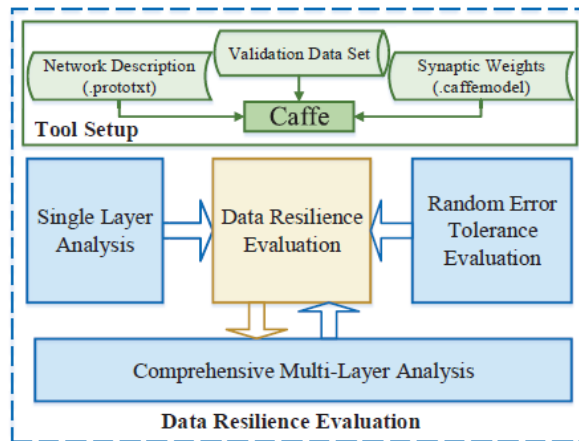 Validation Data Set
Network Description
(.prototxt)
Synaptic Weights
(.caffemodel)
Caffe
Tool Setup
Single Layer
Analysis
Data Resilience
Evaluation
Random Error
Tolerance
Evaluation
Comprehensive Multi-Layer Analysis
Data Resilience Evaluation